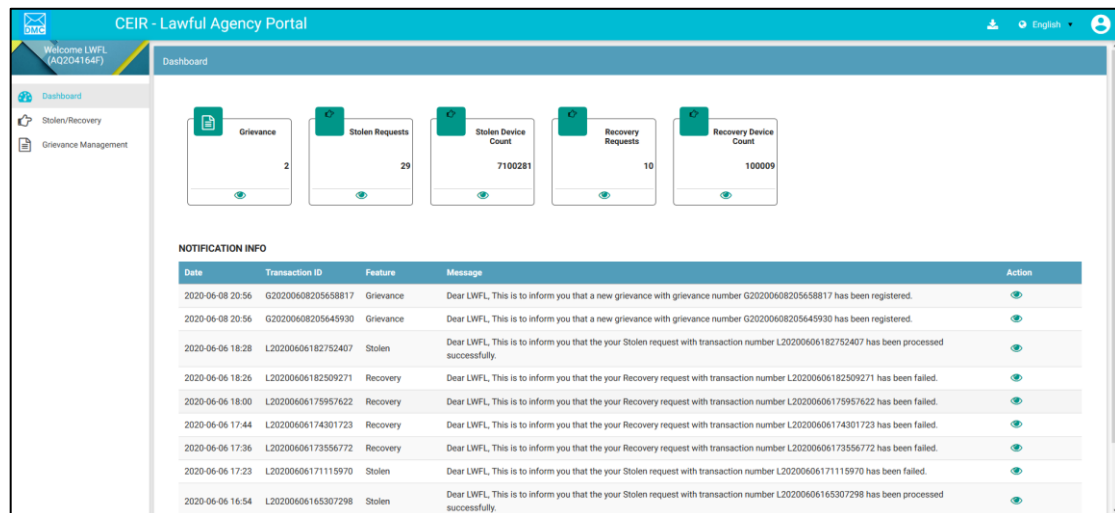 DMC
CEIR - Lawful Agency Portal
English
Welcome LWFL
(AQ204164F)
Dashboard
Dashboard
Stolen/Recovery
Grievance Management
Grievance
2
Stolen Requests
29
Stolen Device
Count
7100281
Recovery
Requests
10
Recovery Device
Count
100009
NOTIFICATION INFO
Date Transaction ID Feature Message Action
2020-06-08 20:56 G20200608205658817 Grievance Dear LWFL, This is to inform you that a new grievance with grievance number G20200608205658817 has been registered.
2020-06-08 20:56 G20200608205645930 Grievance Dear LWFL, This is to inform you that a new grievance with grievance number G20200608205645930 has been registered.
2020-06-06 18:28 L20200606182752407 Stolen Dear LWFL, This is to inform you that the your Stolen request with transaction number L20200606182752407 has been processed
successfully.
2020-06-06 18:26 L20200606182509271 Recovery Dear LWFL, This is to inform you that the your Recovery request with transaction number L20200606182509271 has been failed.
2020-06-06 18:00 L20200606175957622 Recovery Dear LWFL, This is to inform you that the your Recovery request with transaction number L20200606175957622 has been failed.
2020-06-06 17:44 L20200606174301723 Recovery Dear LWFL, This is to inform you that the your Recovery request with transaction number L20200606174301723 has been failed.
2020-06-06 17:36 L20200606173556772 Recovery Dear LWFL, This is to inform you that the your Recovery request with transaction number L20200606173556772 has been failed.
2020-06-06 17:23 L20200606171115970 Stolen Dear LWFL, This is to inform you that the your Stolen request with transaction number L20200606171115970 has been failed.
2020-06-06 16:54 L20200606165307298 Stolen Dear LWFL, This is to inform you that the your Stolen request with transaction number L20200606165307298 has been processed
successfully.